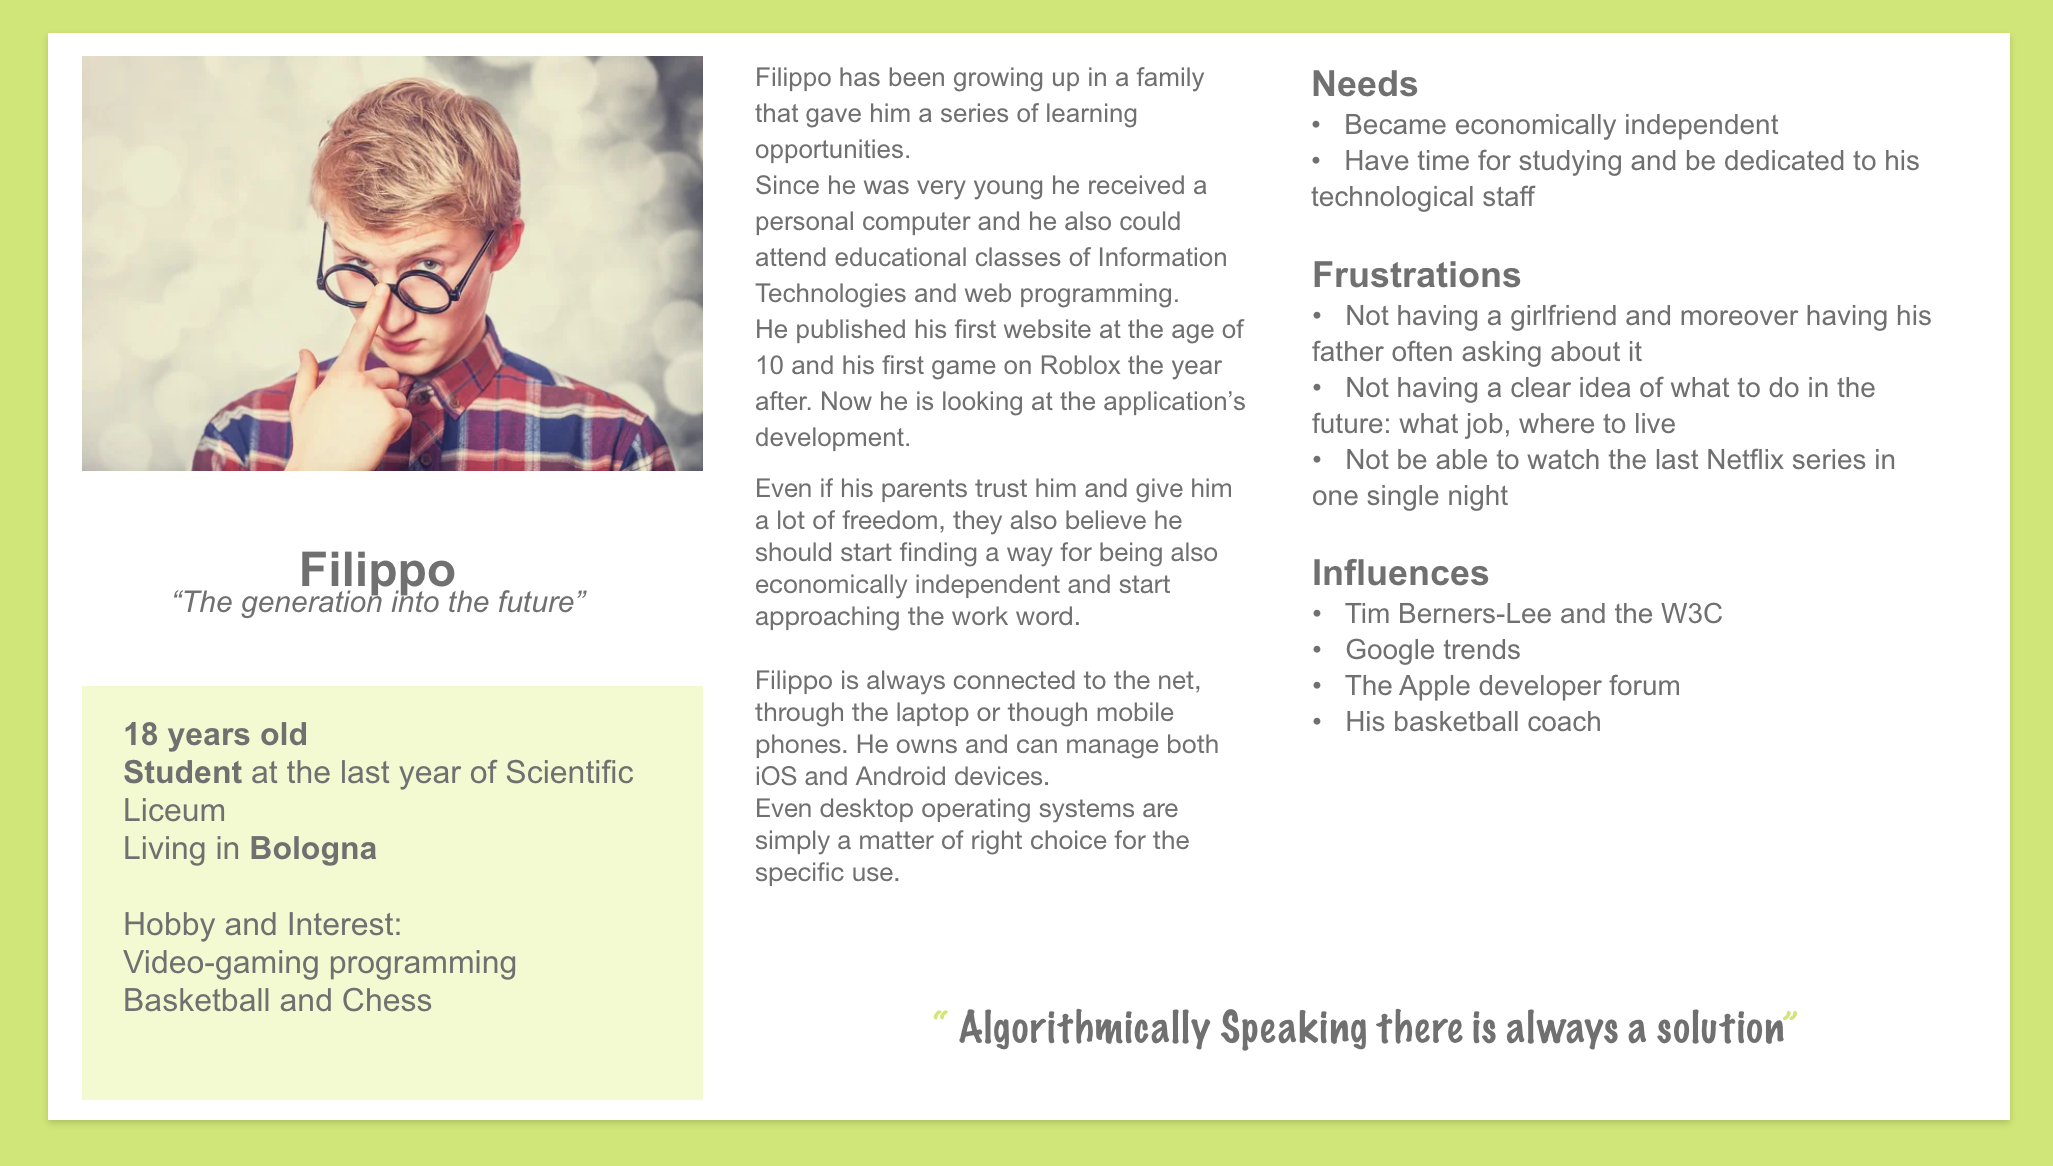 Filippo
“The generation into the future”
18 years old
Student at the last year of Scientific
Liceum
Living in Bologna
Hobby and Interest:
Video-gaming programming
Basketball and Chess
Filippo has been growing up in a family
that gave him a series of learning
opportunities.
Since he was very young he received a
personal computer and he also could
attend educational classes of Information
Technologies and web programming.
He published his first website at the age of
10 and his first game on Roblox the year
after. Now he is looking at the application’s
development.
Even if his parents trust him and give him
a lot of freedom, they also believe he
should start finding a way for being also
economically independent and start
approaching the work word.
Filippo is always connected to the net,
through the laptop or though mobile
phones. He owns and can manage both
iOS and Android devices.
Even desktop operating systems are
simply a matter of right choice for the
specific use.
Needs
• Became economically independent
• Have time for studying and be dedicated to his
technological staff
Frustrations
• Not having a girlfriend and moreover having his
father often asking about it
• Not having a clear idea of what to do in the
future: what job, where to live
• Not be able to watch the last Netflix series in
one single night
Influences
• Tim Berners-Lee and the W3C
• Google trends
• The Apple developer forum
• His basketball coach
“ Algorithmically Speaking there is always a solution”